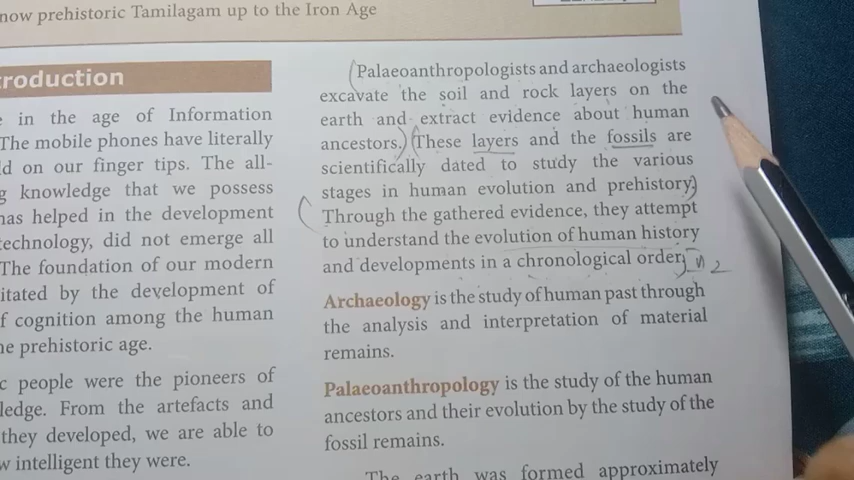 now prehistoric Tamilagam up to the Iron Age
troduction
e in the age of Information
The mobile phones have literally
d on our finger tips. The all-
g knowledge that we possess
has helped in the development
technology, did not emerge all
The foundation of our modern
itated by the development of
f cognition among the human
he prehistoric age.
c people were the pioneers of
ledge. From the artefacts and
they developed, we are able to
w intelligent they were.
(Palaeoanthropologists and archaeologists
excavate the soil and rock layers on the
earth and extract evidence about human
ancestors.) (These layers and the fossils are
scientifically dated to study the various
stages in human evolution and prehistory)
(Through the gathered evidence, they attempt
to understand the evolution of human history
and developments in a chronological order)
Archaeology is the study of human past through
the analysis and interpretation of material
remains.
Palaeoanthropology is the study of the human
ancestors and their evolution by the study of the
fossil remains.
The earth was formed approximately